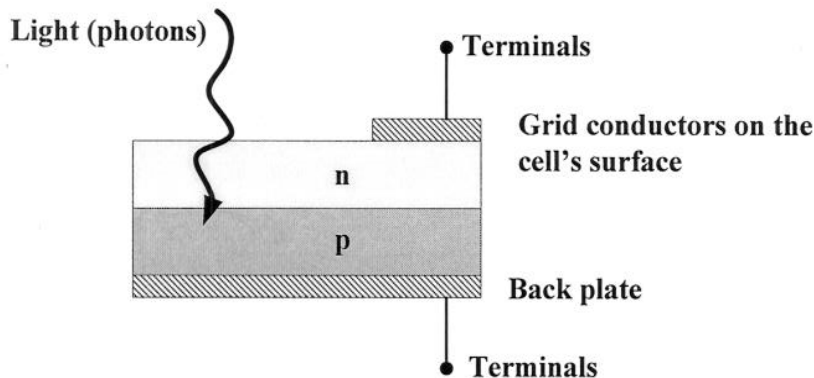 Light (photons)
Terminals
Grid conductors on the
cell's surface
n
p
Back plate
Terminals